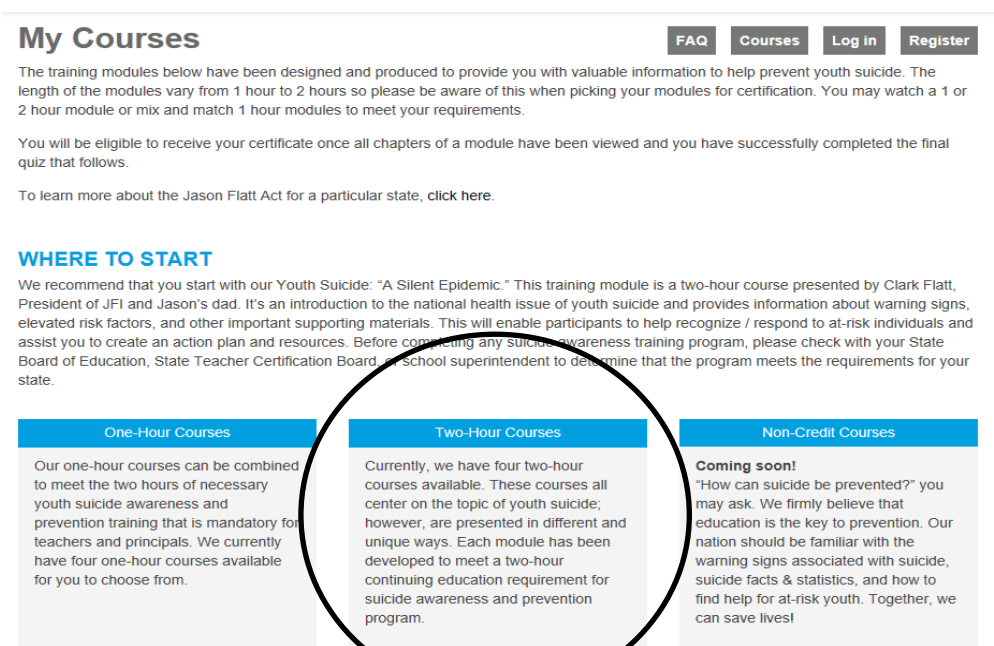 My Courses
FAQ
Courses
Log in
Register
The training modules below have been designed and produced to provide you with valuable information to help prevent youth suicide. The
length of the modules vary from 1 hour to 2 hours so please be aware of this when picking your modules for certification. You may watch a 1 or
2 hour module or mix and match 1 hour modules to meet your requirements.
You will be eligible to receive your certificate once all chapters of a module have been viewed and you have successfully completed the final
quiz that follows.
To learn more about the Jason Flatt Act for a particular state, click here.
WHERE TO START
We recommend that you start with our Youth Suicide: “A Silent Epidemic.” This training module is a two-hour course presented by Clark Flatt,
President of JFI and Jason’s dad. It’s an introduction to the national health issue of youth suicide and provides information about warning signs,
elevated risk factors, and other important supporting materials. This will enable participants to help recognize / respond to at-risk individuals and
assist you to create an action plan and resources. Before completing any suicide awareness training program, please check with your State
Board of Education, State Teacher Certification Board, or school superintendent to determine that the program meets the requirements for your
state.
One-Hour Courses
Our one-hour courses can be combined
to meet the two hours of necessary
youth suicide awareness and
prevention training that is mandatory for
teachers and principals. We currently
have four one-hour courses available
for you to choose from.
Two-Hour Courses
Currently, we have four two-hour
courses available. These courses all
center on the topic of youth suicide;
however, are presented in different and
unique ways. Each module has been
developed to meet a two-hour
continuing education requirement for
suicide awareness and prevention
program.
Non-Credit Courses
Coming soon!
“How can suicide be prevented?” you
may ask. We firmly believe that
education is the key to prevention. Our
nation should be familiar with the
warning signs associated with suicide,
suicide facts & statistics, and how to
find help for at-risk youth. Together, we
can save lives!